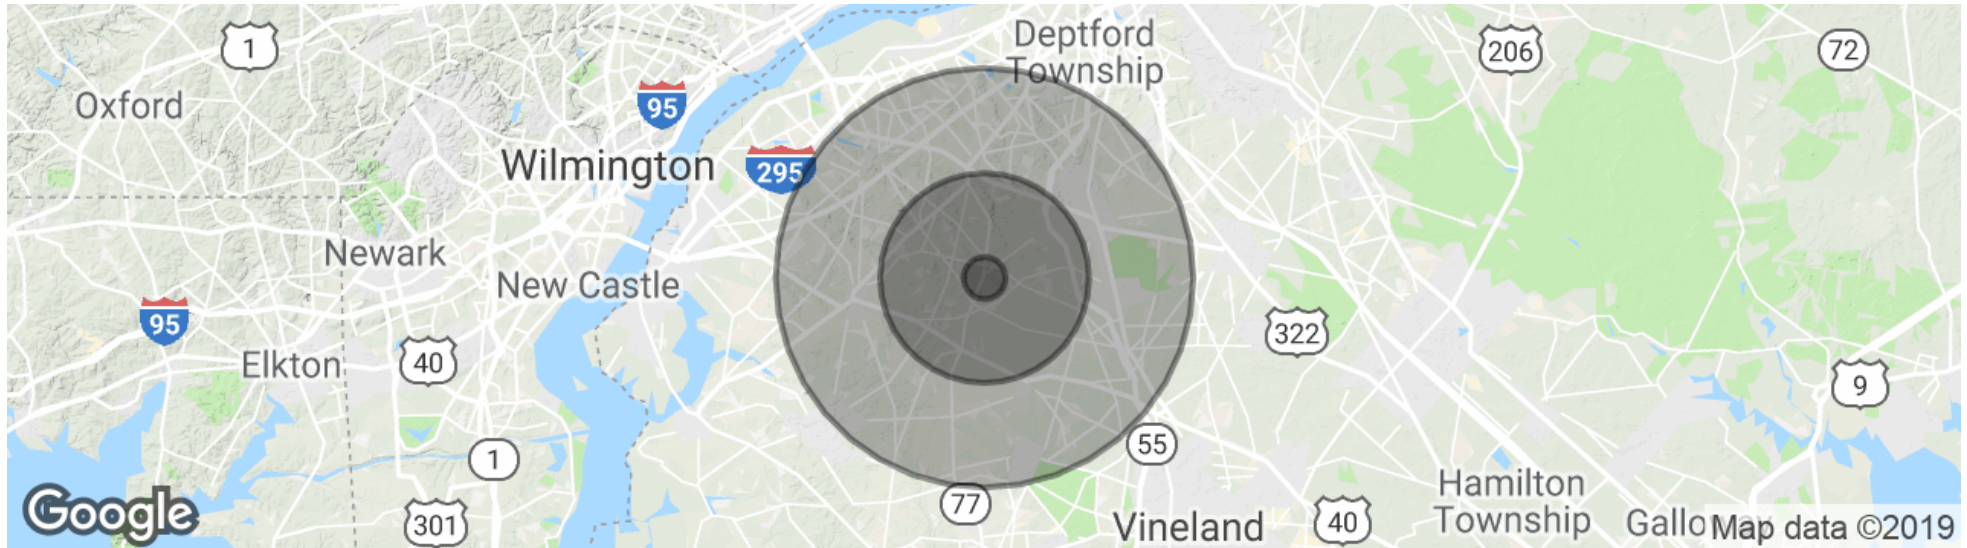 Deptford
Township
1
206
72
Oxford
95
Wilmington
295
Newark
New Castle
95
322
Elkton
40
9
1
55
Hamilton
Township
77
Google
301
Vineland
40
Map data ©2019